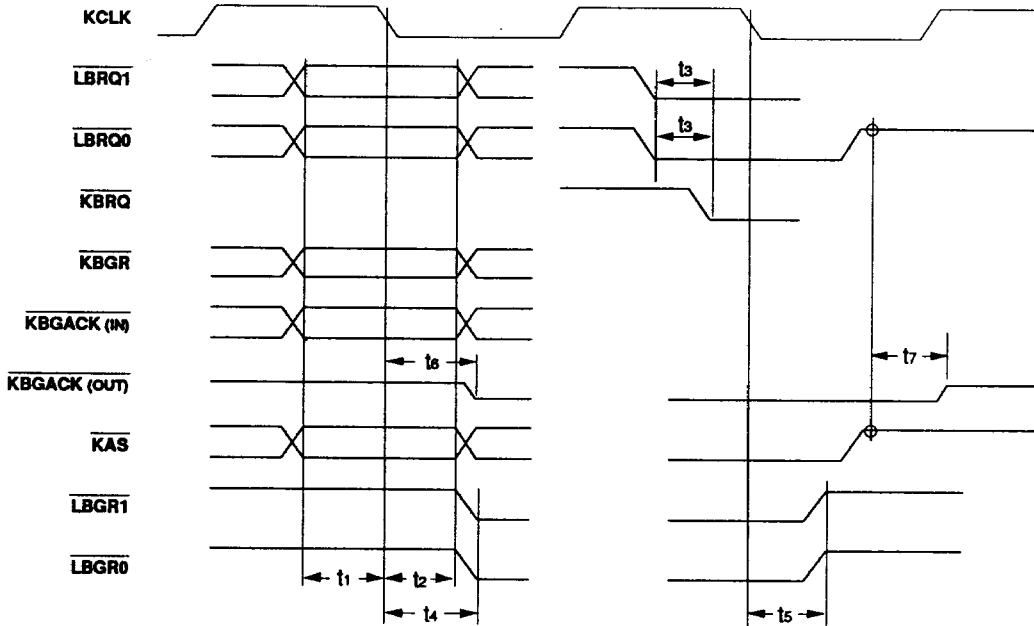 KCLK
LBRQ1
t3
LBRQ0
t3
KBRQ
KBGR
KBGACK (IN)
t6
KBGACK (OUT)
t7
KAS
LBGR1
LBGR0
t1
t2
t4
t5